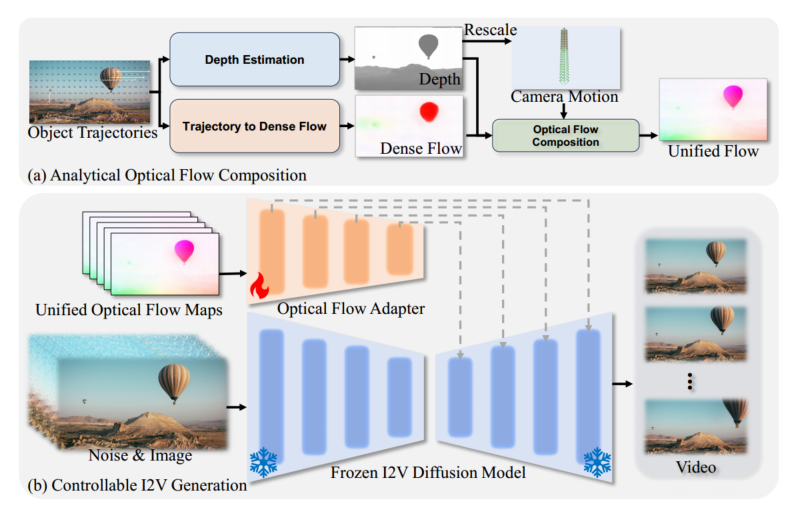 Rescale
Depth Estimation
Depth
Camera Motion
Object Trajectories
Trajectory to Dense Flow
Dense Flow
Optical Flow
Composition
Unified Flow
(a) Analytical Optical Flow Composition
Unified Optical Flow Maps
Optical Flow Adapter
Noise & Image
Frozen I2V Diffusion Model
Video
(b) Controllable I2V Generation